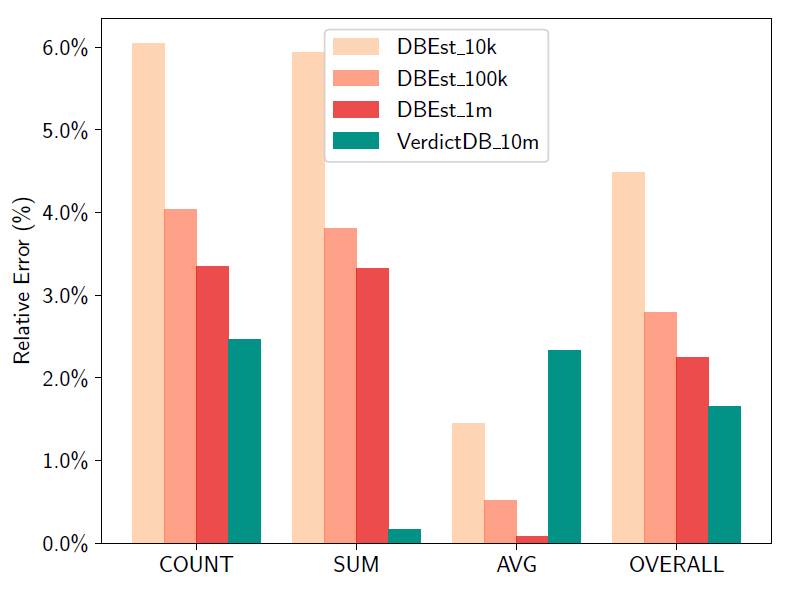 6.0%
5.0%
4.0%
3.0%
2.0%
1.0%
0.0%
Relative Error (%)
DBEst_10k
DBEst_100k
DBEst_1m
VerdictDB_10m
COUNT
SUM
AVG
OVERALL